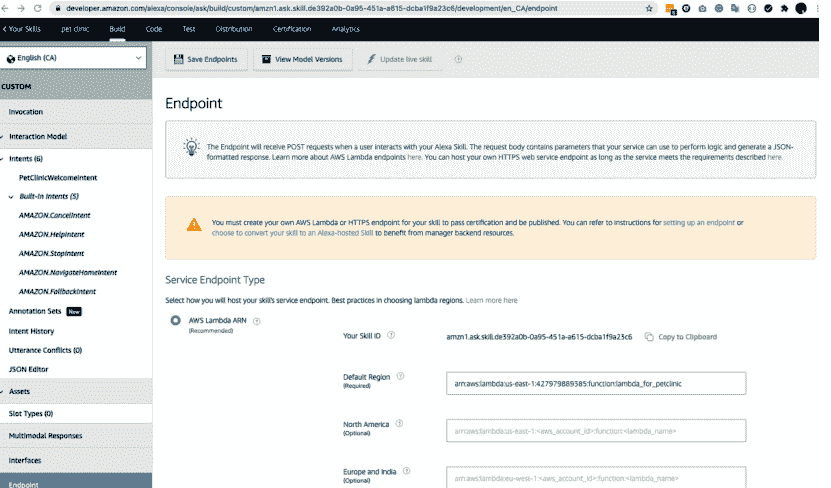 developer.amazon.com/alexa/console/ask/build/custom/amzn1.ask.skill.de392a0b-0a95-451a-a615-dcba1f9a23c6/development/en_CA/endpoint
Your Skills pet clinic Build Code Test Distribution Certification Analytics
English (CA)
Save Endpoints View Model Versions Update live skill
CUSTOM
Invocation
Interaction Model
Intents (6)
PetClinicWelcomeIntent
Built-In Intents (5)
AMAZON.CancelIntent
AMAZON.HelpIntent
AMAZON.StopIntent
AMAZON.NavigateHomeIntent
AMAZON.FallbackIntent
Annotation Sets New
Intent History
Utterance Conflicts (0)
JSON Editor
Assets
Slot Types (0)
Multimodal Responses
Interfaces
Endpoint
Endpoint
The Endpoint will receive POST requests when a user interacts with your Alexa Skill. The request body contains parameters that your service can use to perform logic and generate a JSON-
formatted response. Learn more about AWS Lambda endpoints here. You can host your own HTTPS web service endpoint as long as the service meets the requirements described here.
You must create your own AWS Lambda or HTTPS endpoint for your skill to pass certification and be published. You can refer to instructions for setting up an endpoint or
choose to convert your skill to an Alexa-hosted Skill to benefit from manager backend resources.
Service Endpoint Type
Select how you will host your skill's service endpoint. Best practices in choosing lambda regions. Learn more here
AWS Lambda ARN
(Recommended)
Your Skill ID
amzn1.ask.skill.de392a0b-0a95-451a-a615-dcba1f9a23c6 Copy to Clipboard
Default Region
(Required)
arn:aws:lambda:us-east-1:427979889385:function:lambda_for_petclinic
North America
(Optional)
arn:aws:lambda:us-east-1:<aws_account_id>:function:<lambda_name>
Europe and India
(Optional)
arn:aws:lambda:eu-west-1:<aws_account_id>:function:<lambda_name>